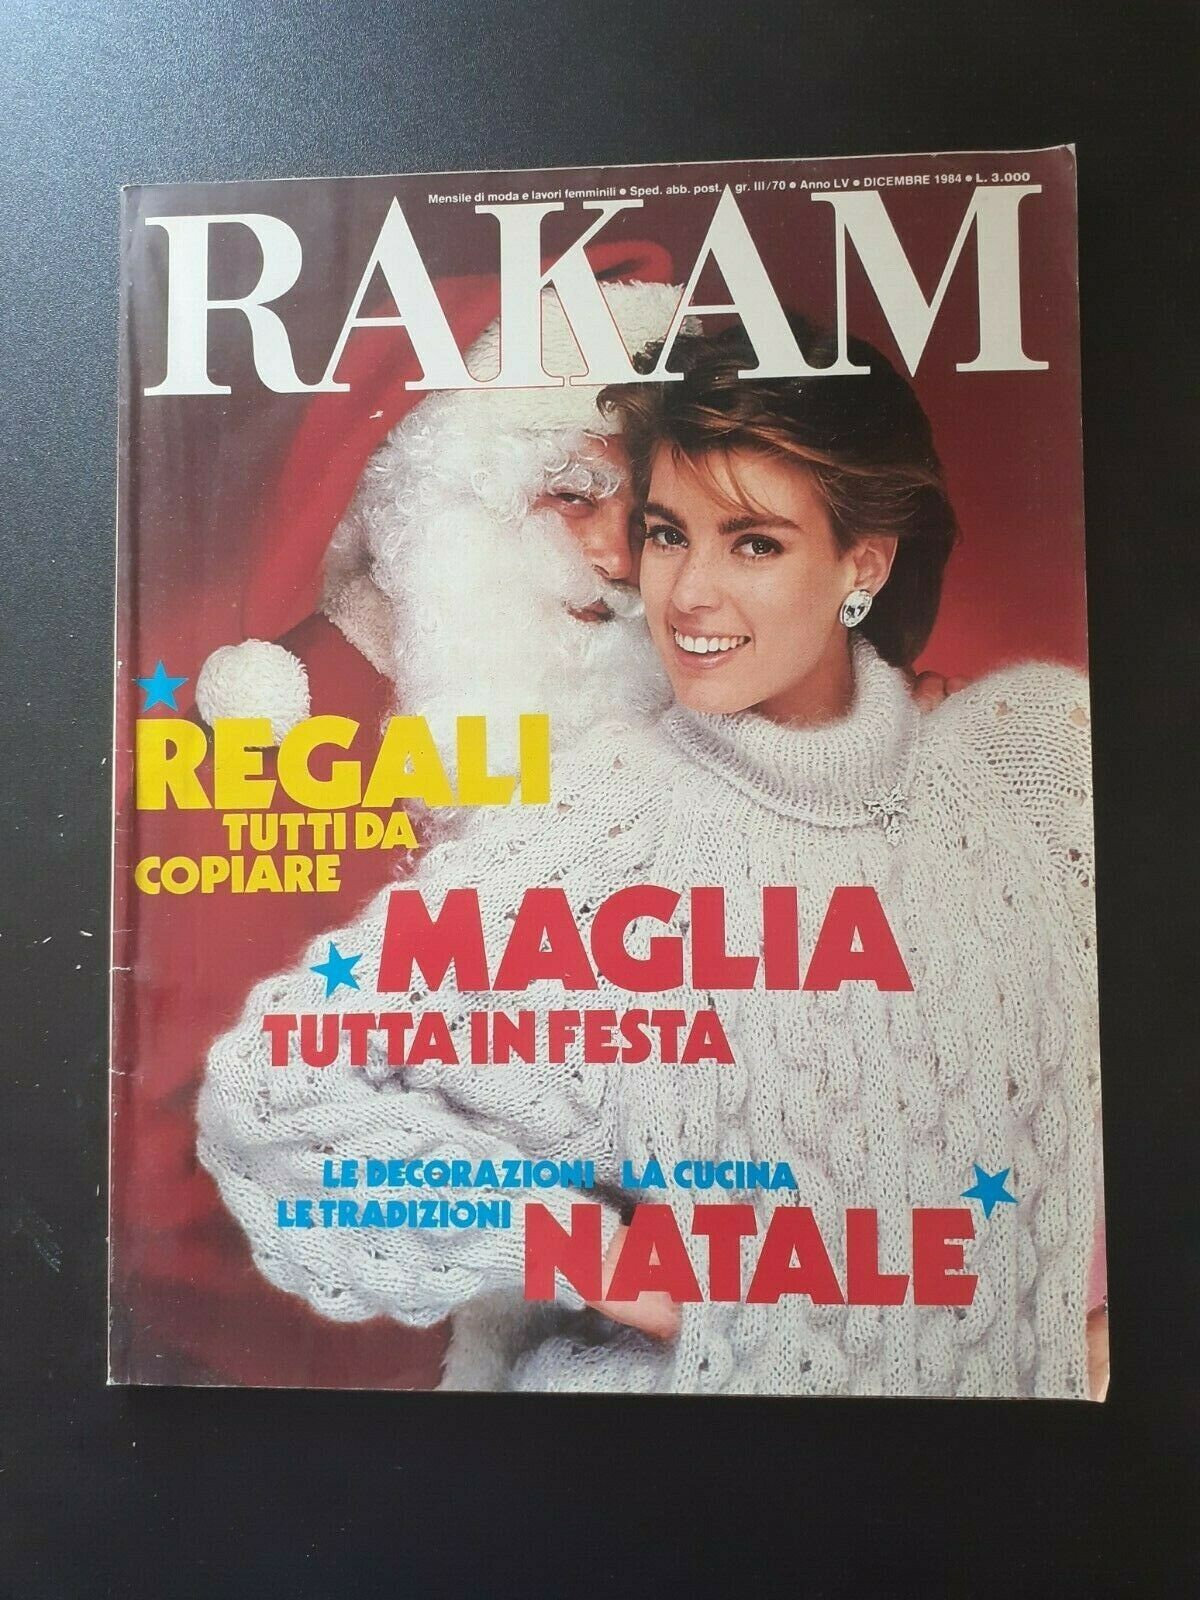 Mensile di moda e lavori femminili • Sped. abb. post. gr. III/70 • Anno LV • DICEMBRE 1984 • L. 3.000
RAKAM
REGALI
TUTTI DA
COPIARE
MAGLIA
TUTTA IN FESTA
LE DECORAZIONI LA CUCINA
LE TRADIZIONI
NATALE